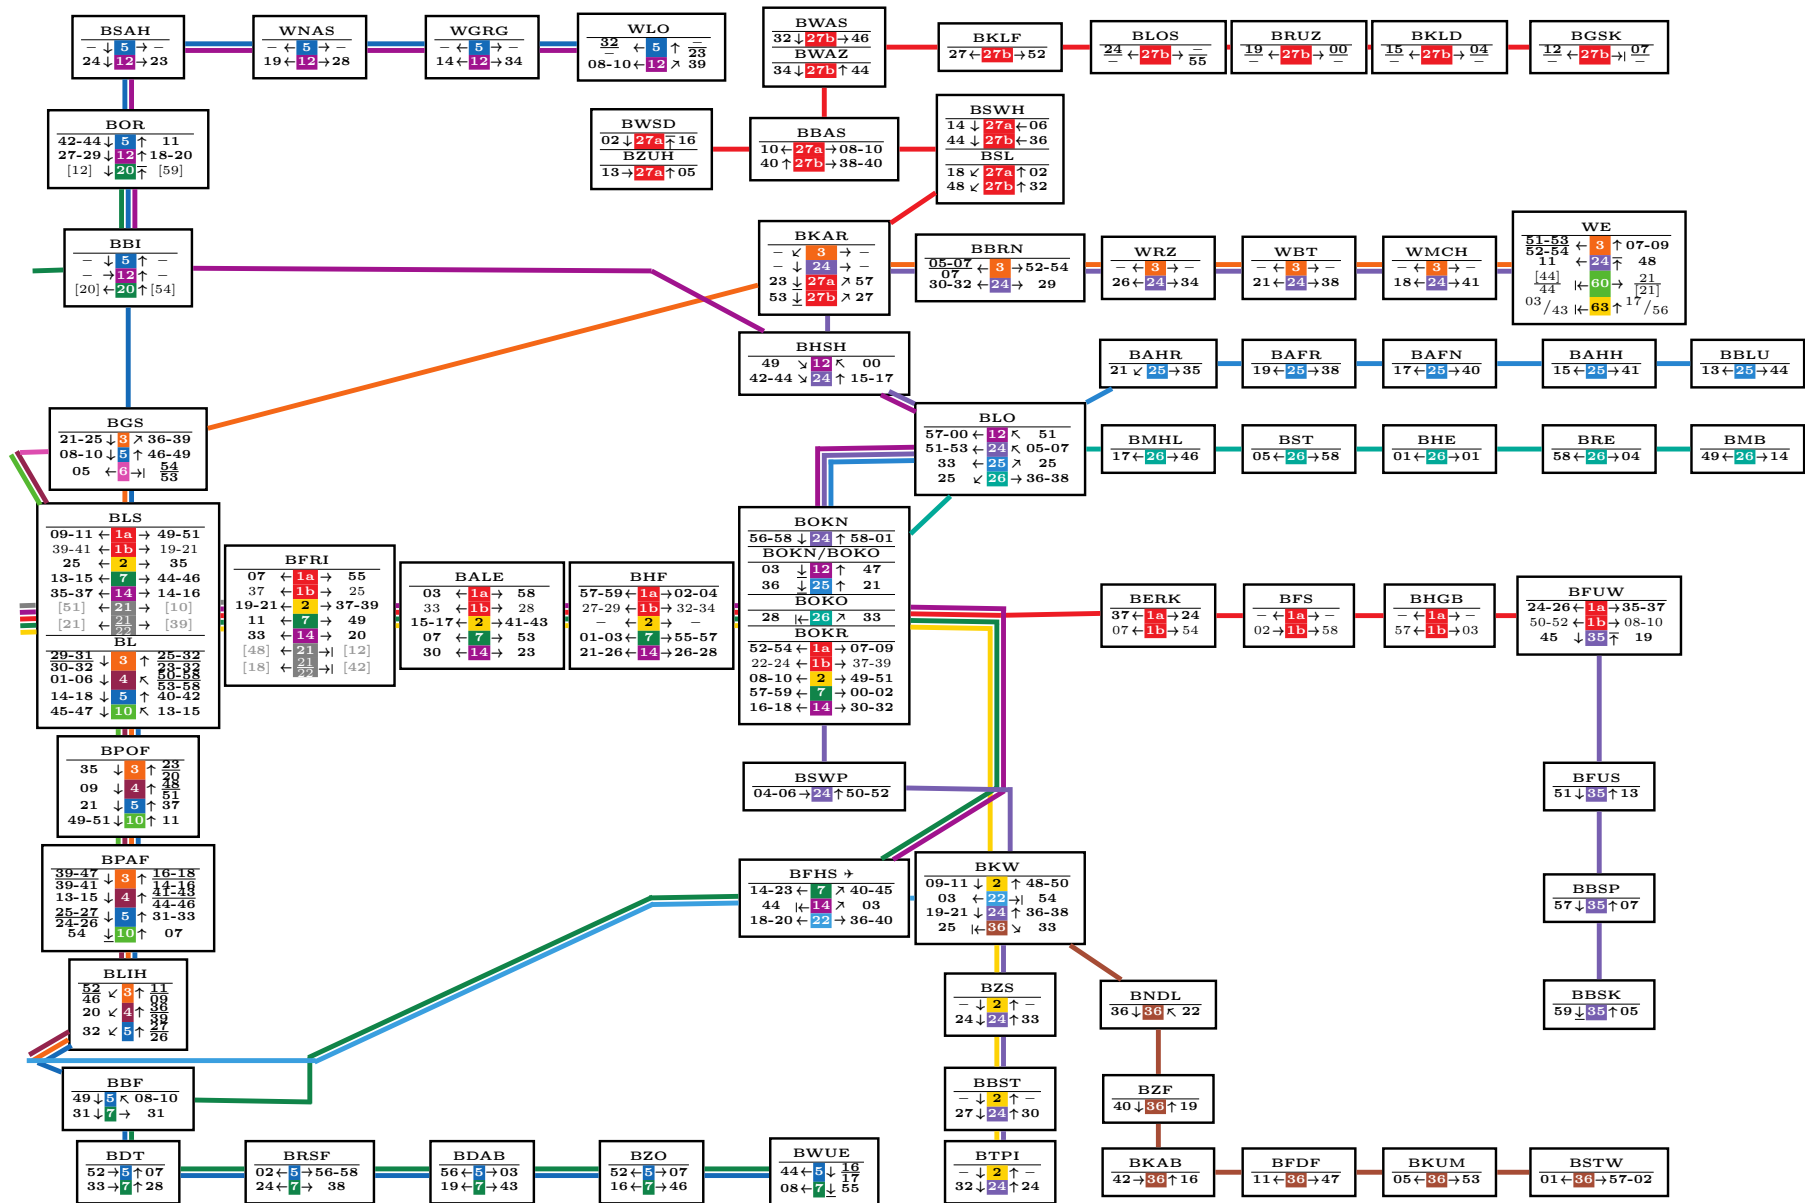 BSAH
– ↓ 5 → –
24 ↓ 12 → 23
WNAS
– ← 5 → –
19 ← 12 → 28
WGRG
– ← 5 → –
14 ← 12 → 34
WLO
32/– ← 5 ↑ –/23
08-10 ← 12 ↗ 39
BWAS
32 ↓ 27b → 46
BWAZ
34 ↓ 27b ↑ 44
BKLF
27 ← 27b → 52
BLOS
24/– ← 27b → –/55
BRUZ
19/– ← 27b → 00/–
BKLD
15/– ← 27b → 04/–
BGSK
12/– ← 27b →| 07/–
BOR
42-44 ↓ 5 ↑ 11
27-29 ↓ 12 ↑ 18-20
[12] ↓ 20 ↑ [59]
BWSD
02 ↓ 27a ↑ 16
BZUH
13 → 27a ↑ 05
BBAS
10 ← 27a → 08-10
40 ↑ 27b → 38-40
BSWH
14 ↓ 27a ← 06
44 ↓ 27b ← 36
BSL
18 ↙ 27a ↑ 02
48 ↙ 27b ↑ 32
BBI
– ↓ 5 ↑ –
– → 12 ↑ –
[20] ← 20 ↑ [54]
BKAR
– ↙ 3 → –
– ↓ 24 → –
23 ↓ 27a ↗ 57
53 ↓ 27b ↗ 27
BBRN
05-07/07 ← 3 → 52-54
30-32 ← 24 → 29
WRZ
– ← 3 → –
26 ← 24 → 34
WBT
– ← 3 → –
21 ← 24 → 38
WMCH
– ← 3 → –
18 ← 24 → 41
WE
51-53/52-54 ← 3 ↑ 07-09
11 ← 24 ↑ 48
[44]/44 |← 60 → 21/[21]
03/43 |← 63 ↑ 17/56
BHSH
49 ↘ 12 ↖ 00
42-44 ↘ 24 ↑ 15-17
BAHR
21 ↙ 25 → 35
BAFR
19 ← 25 → 38
BAFN
17 ← 25 → 40
BAHH
15 ← 25 → 41
BBLU
13 ← 25 → 44
BGS
21-25 ↓ 3 ↗ 36-39
08-10 ↓ 5 ↑ 46-49
05 ← 6 →| 54/53
BLO
57-00 ← 12 ↖ 51
51-53 ← 24 ↖ 05-07
33 ← 25 ↗ 25
25 ↙ 26 → 36-38
BMHL
17 ← 26 → 46
BST
05 ← 26 → 58
BHE
01 ← 26 → 01
BRE
58 ← 26 → 04
BMB
49 ← 26 → 14
BLS
09-11 ← 1a → 49-51
39-41 ← 1b → 19-21
25 ← 2 → 35
13-15 ← 7 → 44-46
35-37 ← 14 → 14-16
[51] ← 21 → [10]
[21] ← 21/22 → [39]
BL
29-31/30-32 ↓ 3 ↑ 25-32/23-32
01-06 ↓ 4 ↖ 50-58/53-58
14-18 ↓ 5 ↑ 40-42
45-47 ↓ 10 ↖ 13-15
BFRI
07 ← 1a → 55
37 ← 1b → 25
19-21 ← 2 → 37-39
11 ← 7 → 49
33 ← 14 → 20
[48] ← 21 →| [12]
[18] ← 21/22 →| [42]
BALE
03 ← 1a → 58
33 ← 1b → 28
15-17 ← 2 → 41-43
07 ← 7 → 53
30 ← 14 → 23
BHF
57-59 ← 1a → 02-04
27-29 ← 1b → 32-34
– ← 2 → –
01-03 ← 7 → 55-57
21-26 ← 14 → 26-28
BOKN
56-58 ↓ 24 ↑ 58-01
BOKN/BOKO
03 ↓ 12 ↑ 47
36 ↓ 25 ↑ 21
BOKO
28 |← 26 ↗ 33
BOKR
52-54 ← 1a → 07-09
22-24 ← 1b → 37-39
08-10 ← 2 → 49-51
57-59 ← 7 → 00-02
16-18 ← 14 → 30-32
BERK
37 ← 1a → 24
07 ← 1b → 54
BFS
– ← 1a → –
02 → 1b → 58
BHGB
– ← 1a → –
57 ← 1b → 03
BFUW
24-26 ← 1a → 35-37
50-52 ← 1b → 08-10
45 ↓ 35 ↑ 19
BPOF
35 ↓ 3 ↑ 23/20
09 ↓ 4 ↑ 48/51
21 ↓ 5 ↑ 37
49-51 ↓ 10 ↑ 11
BSWP
04-06 → 24 ↑ 50-52
BFUS
51 ↓ 35 ↑ 13
BPAF
39-47/39-41 ↓ 3 ↑ 16-18/14-16
13-15 ↓ 4 ↑ 41-43/44-46
25-27/24-26 ↓ 5 ↑ 31-33
54 ↓ 10 ↑ 07
BFHS ✈
14-23 ← 7 ↗ 40-45
44 |← 14 ↗ 03
18-20 ← 22 → 36-40
BKW
09-11 ↓ 2 ↑ 48-50
03 ← 22 →| 54
19-21 ↓ 24 ↑ 36-38
25 |← 36 ↘ 33
BBSP
57 ↓ 35 ↑ 07
BLIH
52/46 ↙ 3 ↑ 11/09
20 ↙ 4 ↑ 36/39
32 ↙ 5 ↑ 27/26
BZS
– ↓ 2 ↑ –
24 ↓ 24 ↑ 33
BNDL
36 ↓ 36 ↖ 22
BBSK
59 ↓ 35 ↑ 05
BBF
49 ↓ 5 ↖ 08-10
31 ↓ 7 → 31
BBST
– ↓ 2 ↑ –
27 ↓ 24 ↑ 30
BZF
40 ↓ 36 ↑ 19
BDT
52 → 5 ↑ 07
33 → 7 ↑ 28
BRSF
02 ← 5 → 56-58
24 ← 7 → 38
BDAB
56 ← 5 → 03
19 ← 7 → 43
BZO
52 ← 5 → 07
16 ← 7 → 46
BWUE
44 ← 5 ↓ 16/17
08 ← 7 ↓ 55
BTPI
– ↓ 2 ↑ –
32 ↓ 24 ↑ 24
BKAB
42 → 36 ↑ 16
BFDF
11 ← 36 → 47
BKUM
05 ← 36 → 53
BSTW
01 ← 36 → 57-02